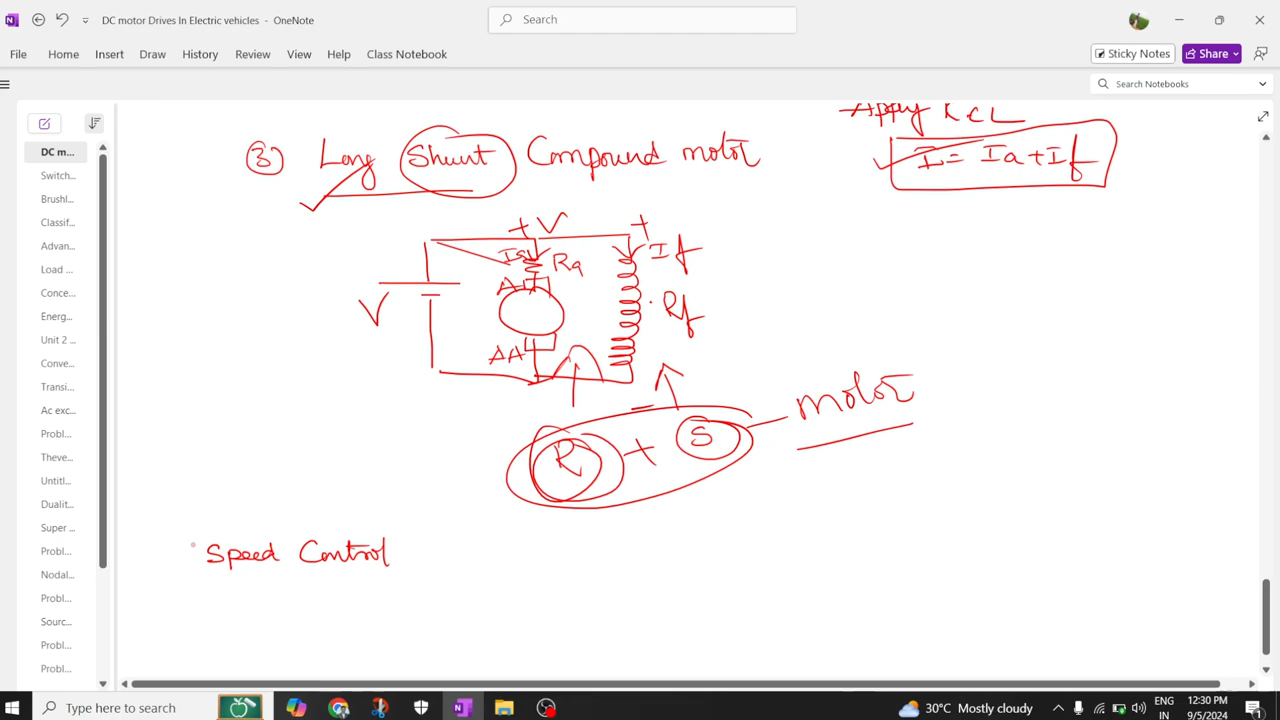 DC motor Drives In Electric vehicles - OneNote
Search
File Home Insert Draw History Review View Help Class Notebook
Sticky Notes
Share
Search Notebooks
DC m...
Switch...
Brushl...
Classif...
Advan...
Load ...
Conce...
Energ...
Unit 2 ...
Conve...
Transi...
Ac exc...
Probl...
Theve...
Untitl...
Dualit...
Super ...
Probl...
Nodal...
Probl...
Sourc...
Probl...
Probl...
Apply KCL
I = Ia + If
③ Long Shunt Compound motor
+ V +
Ia Ra If
A
V Rf
AA
R + S motor
Speed Control
Type here to search
30°C Mostly cloudy
ENG
IN
12:30 PM
9/5/2024
1